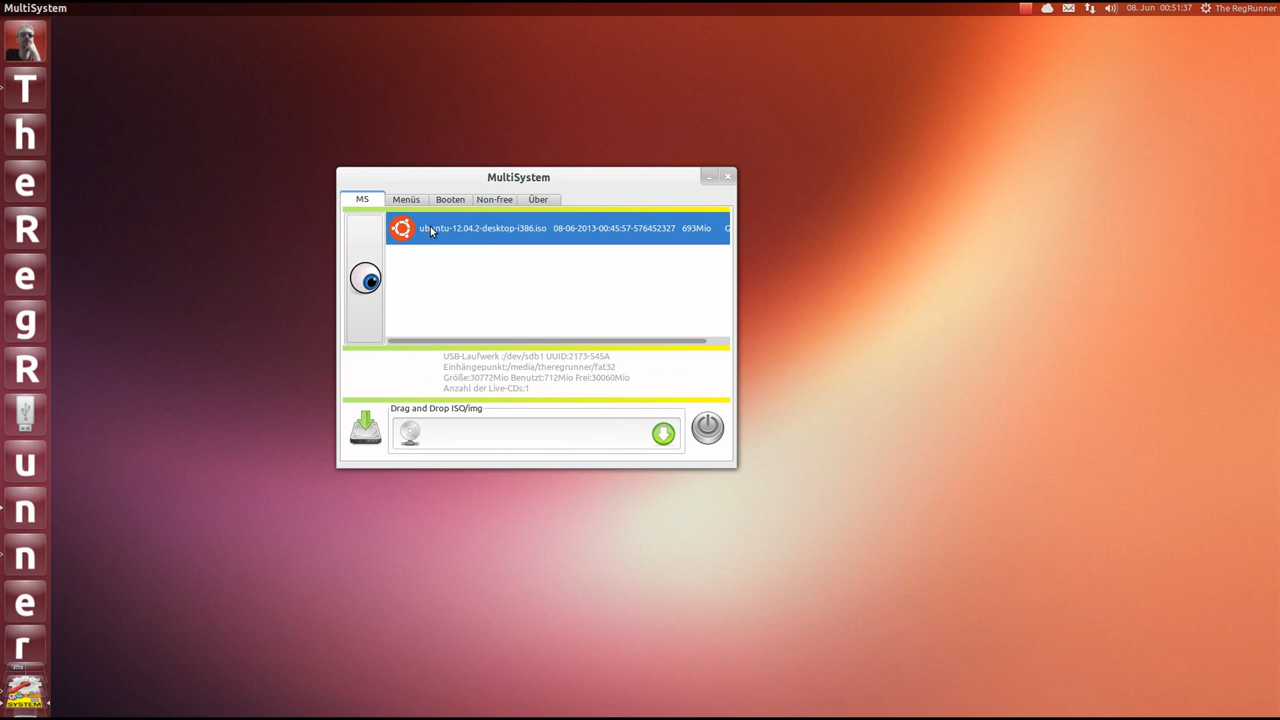 MultiSystem
08. Jun 00:51:37 The RegRunner
T
h
e
R
e
g
R
u
n
n
e
r
SYSTEM
MultiSystem
MS Menüs Booten Non-free Über
ubuntu-12.04.2-desktop-i386.iso 08-06-2013-00:45:57-576452327 693Mio
USB-Laufwerk :/dev/sdb1 UUID:2173-545A
Einhängepunkt:/media/theregrunner/fat32
Größe:30772Mio Benutzt:712Mio Frei:30060Mio
Anzahl der Live-CDs:1
Drag and Drop ISO/img